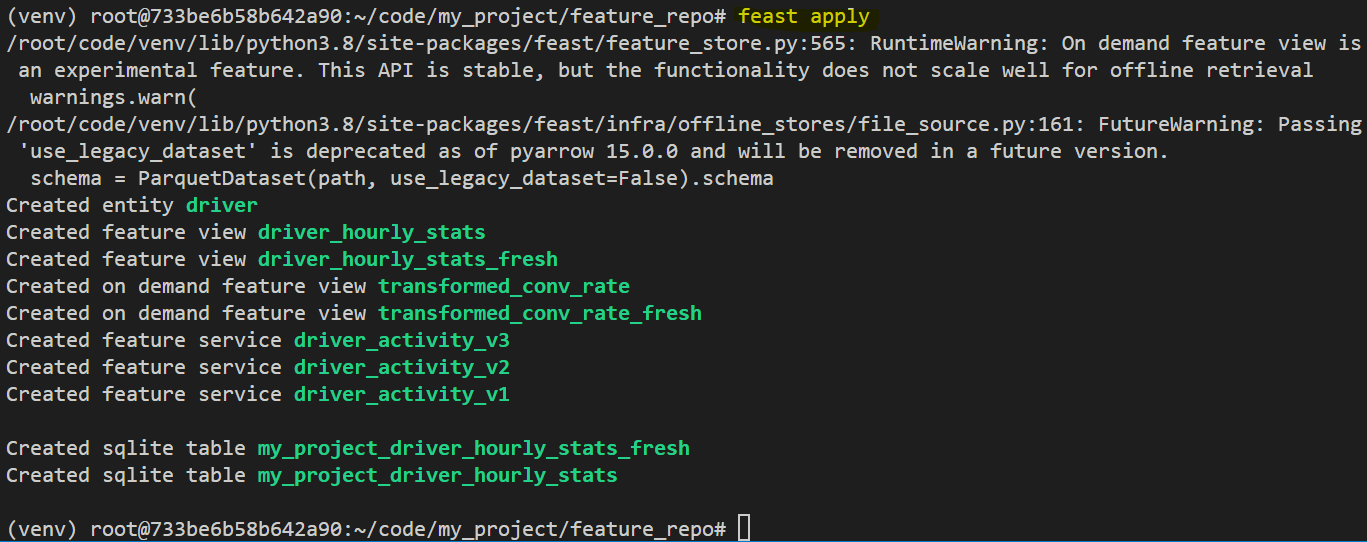 (venv) root@733be6b58b642a90:~/code/my_project/feature_repo# feast apply
/root/code/venv/lib/python3.8/site-packages/feast/feature_store.py:565: RuntimeWarning: On demand feature view is
 an experimental feature. This API is stable, but the functionality does not scale well for offline retrieval
  warnings.warn(
/root/code/venv/lib/python3.8/site-packages/feast/infra/offline_stores/file_source.py:161: FutureWarning: Passing
 'use_legacy_dataset' is deprecated as of pyarrow 15.0.0 and will be removed in a future version.
  schema = ParquetDataset(path, use_legacy_dataset=False).schema
Created entity driver
Created feature view driver_hourly_stats
Created feature view driver_hourly_stats_fresh
Created on demand feature view transformed_conv_rate
Created on demand feature view transformed_conv_rate_fresh
Created feature service driver_activity_v3
Created feature service driver_activity_v2
Created feature service driver_activity_v1
Created sqlite table my_project_driver_hourly_stats_fresh
Created sqlite table my_project_driver_hourly_stats
(venv) root@733be6b58b642a90:~/code/my_project/feature_repo#